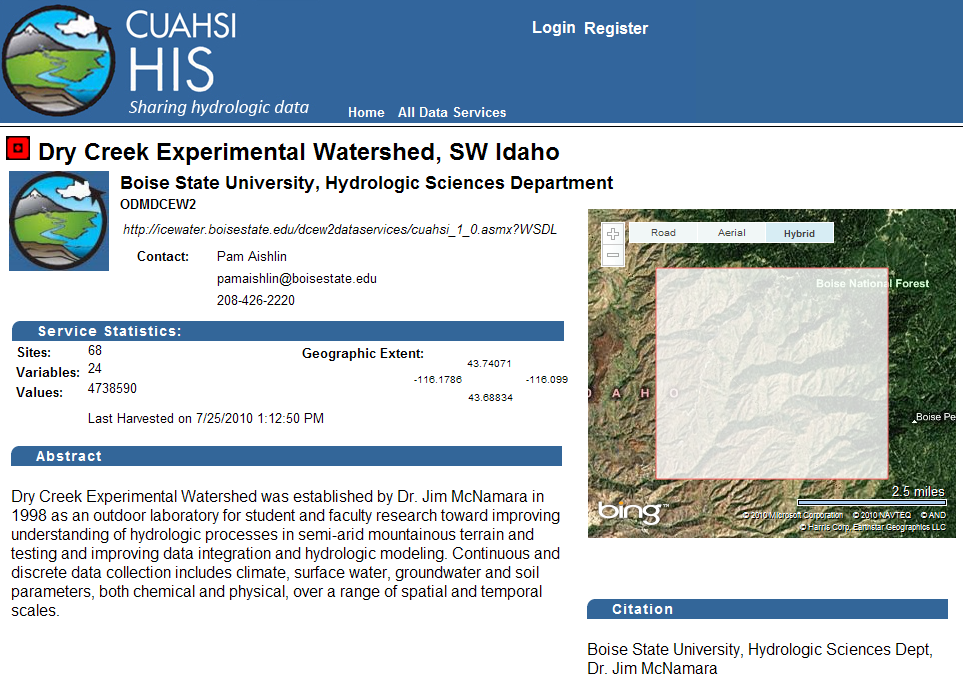 CUAHSI
HIS
Sharing hydrologic data
Login Register
Home All Data Services
Dry Creek Experimental Watershed, SW Idaho
Boise State University, Hydrologic Sciences Department
ODMDCEW2
http://icewater.boisestate.edu/dcew2dataservices/cuahsi_1_0.asmx?WSDL
Contact: Pam Aishlin
pamaishlin@boisestate.edu
208-426-2220
Service Statistics:
Sites: 68
Variables: 24
Values: 4738590
Geographic Extent:
43.74071
-116.1786 -116.099
43.68834
Last Harvested on 7/25/2010 1:12:50 PM
Abstract
Dry Creek Experimental Watershed was established by Dr. Jim McNamara in
1998 as an outdoor laboratory for student and faculty research toward improving
understanding of hydrologic processes in semi-arid mountainous terrain and
testing and improving data integration and hydrologic modeling. Continuous and
discrete data collection includes climate, surface water, groundwater and soil
parameters, both chemical and physical, over a range of spatial and temporal
scales.
Road Aerial Hybrid
Boise National Forest
D A H O
Boise Pe
2.5 miles
bing™
© 2010 Microsoft Corporation © 2010 NAVTEQ © AND
© Harris Corp, Earthstar Geographics LLC
Citation
Boise State University, Hydrologic Sciences Dept,
Dr. Jim McNamara